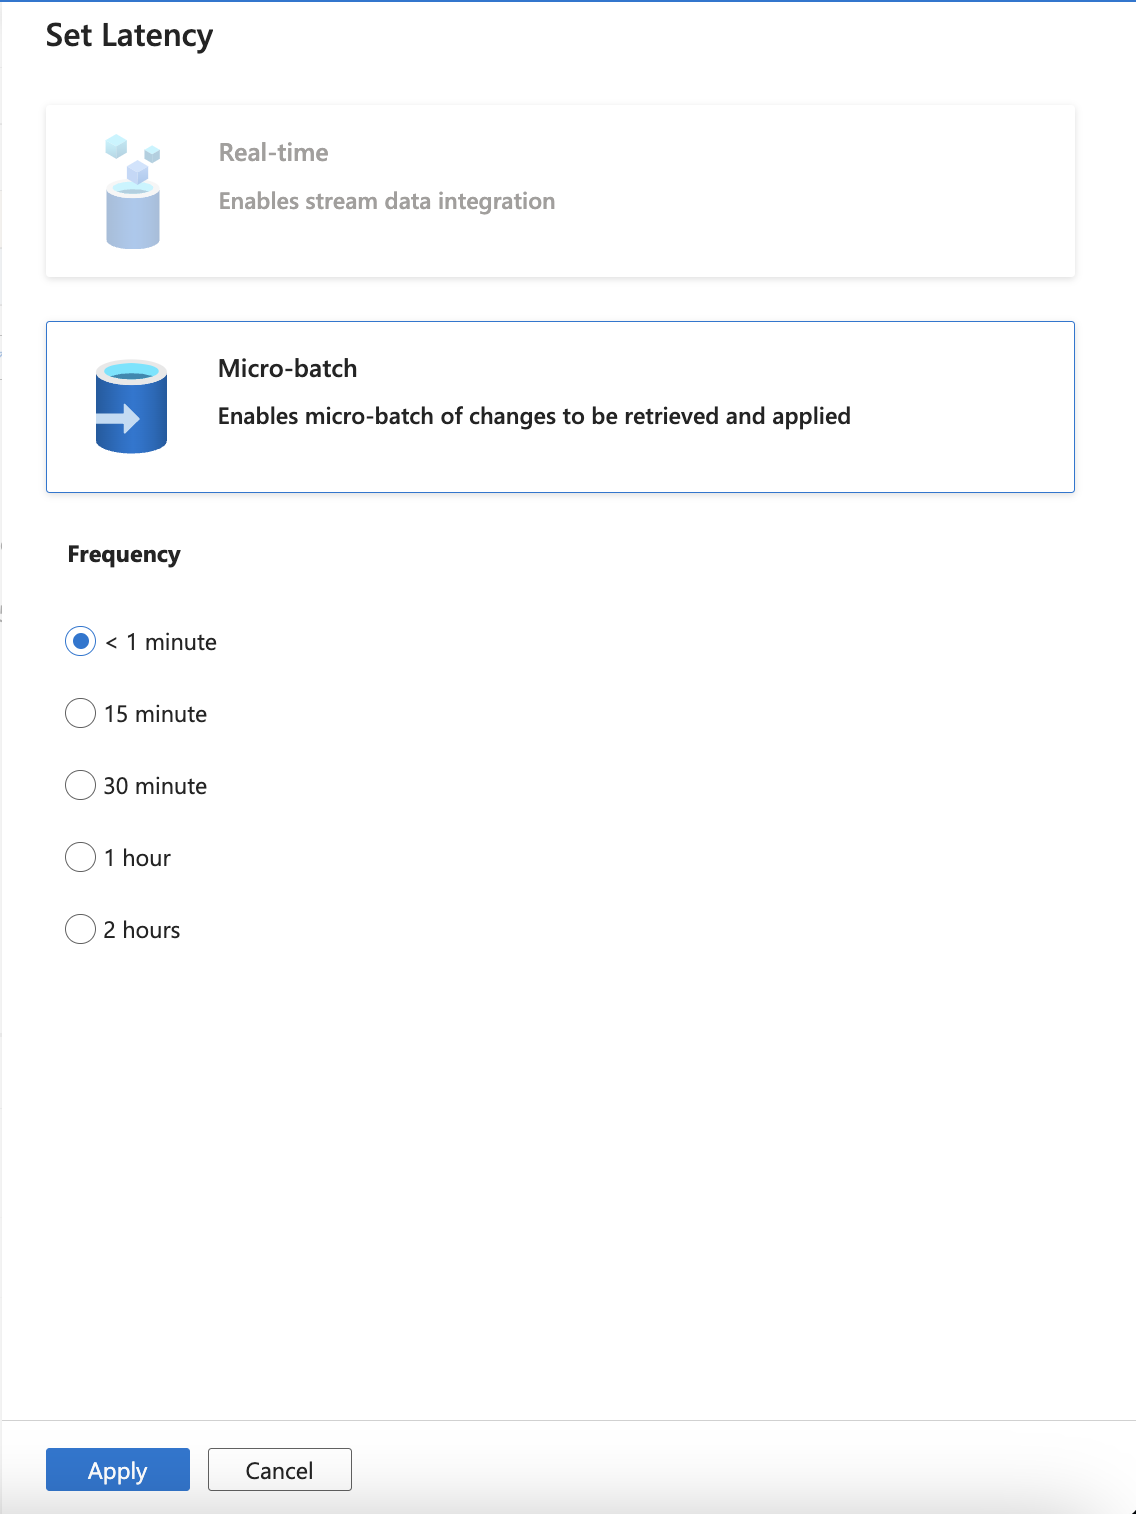 Set Latency
Real-time
Enables stream data integration
Micro-batch
Enables micro-batch of changes to be retrieved and applied
Frequency
< 1 minute
15 minute
30 minute
1 hour
2 hours
Apply
Cancel